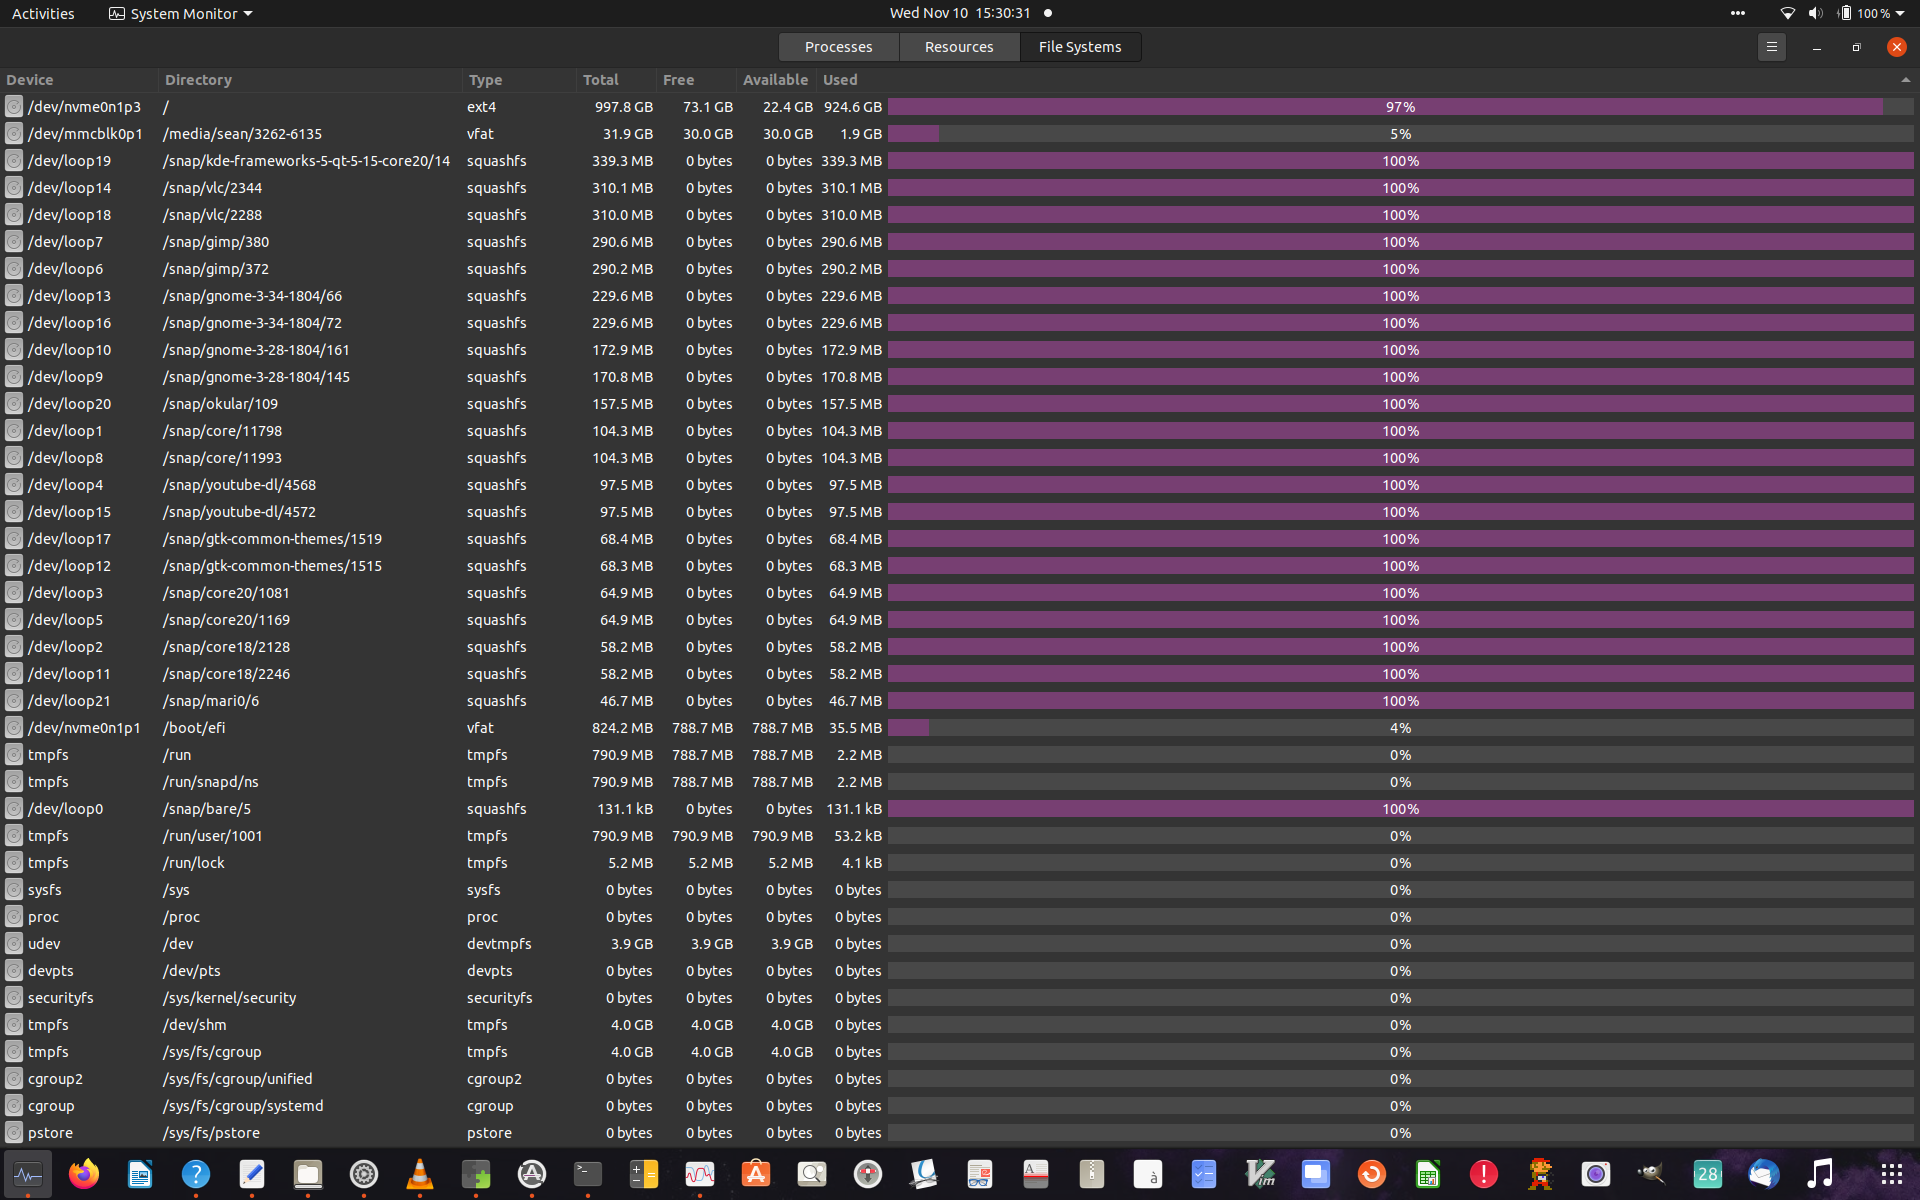 Activities System Monitor Wed Nov 10 15:30:31 100 %
Processes Resources File Systems
Device Directory Type Total Free Available Used
/dev/nvme0n1p3 / ext4 997.8 GB 73.1 GB 22.4 GB 924.6 GB 97%
/dev/mmcblk0p1 /media/sean/3262-6135 vfat 31.9 GB 30.0 GB 30.0 GB 1.9 GB 5%
/dev/loop19 /snap/kde-frameworks-5-qt-5-15-core20/14 squashfs 339.3 MB 0 bytes 0 bytes 339.3 MB 100%
/dev/loop14 /snap/vlc/2344 squashfs 310.1 MB 0 bytes 0 bytes 310.1 MB 100%
/dev/loop18 /snap/vlc/2288 squashfs 310.0 MB 0 bytes 0 bytes 310.0 MB 100%
/dev/loop7 /snap/gimp/380 squashfs 290.6 MB 0 bytes 0 bytes 290.6 MB 100%
/dev/loop6 /snap/gimp/372 squashfs 290.2 MB 0 bytes 0 bytes 290.2 MB 100%
/dev/loop13 /snap/gnome-3-34-1804/66 squashfs 229.6 MB 0 bytes 0 bytes 229.6 MB 100%
/dev/loop16 /snap/gnome-3-34-1804/72 squashfs 229.6 MB 0 bytes 0 bytes 229.6 MB 100%
/dev/loop10 /snap/gnome-3-28-1804/161 squashfs 172.9 MB 0 bytes 0 bytes 172.9 MB 100%
/dev/loop9 /snap/gnome-3-28-1804/145 squashfs 170.8 MB 0 bytes 0 bytes 170.8 MB 100%
/dev/loop20 /snap/okular/109 squashfs 157.5 MB 0 bytes 0 bytes 157.5 MB 100%
/dev/loop1 /snap/core/11798 squashfs 104.3 MB 0 bytes 0 bytes 104.3 MB 100%
/dev/loop8 /snap/core/11993 squashfs 104.3 MB 0 bytes 0 bytes 104.3 MB 100%
/dev/loop4 /snap/youtube-dl/4568 squashfs 97.5 MB 0 bytes 0 bytes 97.5 MB 100%
/dev/loop15 /snap/youtube-dl/4572 squashfs 97.5 MB 0 bytes 0 bytes 97.5 MB 100%
/dev/loop17 /snap/gtk-common-themes/1519 squashfs 68.4 MB 0 bytes 0 bytes 68.4 MB 100%
/dev/loop12 /snap/gtk-common-themes/1515 squashfs 68.3 MB 0 bytes 0 bytes 68.3 MB 100%
/dev/loop3 /snap/core20/1081 squashfs 64.9 MB 0 bytes 0 bytes 64.9 MB 100%
/dev/loop5 /snap/core20/1169 squashfs 64.9 MB 0 bytes 0 bytes 64.9 MB 100%
/dev/loop2 /snap/core18/2128 squashfs 58.2 MB 0 bytes 0 bytes 58.2 MB 100%
/dev/loop11 /snap/core18/2246 squashfs 58.2 MB 0 bytes 0 bytes 58.2 MB 100%
/dev/loop21 /snap/mari0/6 squashfs 46.7 MB 0 bytes 0 bytes 46.7 MB 100%
/dev/nvme0n1p1 /boot/efi vfat 824.2 MB 788.7 MB 788.7 MB 35.5 MB 4%
tmpfs /run tmpfs 790.9 MB 788.7 MB 788.7 MB 2.2 MB 0%
tmpfs /run/snapd/ns tmpfs 790.9 MB 788.7 MB 788.7 MB 2.2 MB 0%
/dev/loop0 /snap/bare/5 squashfs 131.1 kB 0 bytes 0 bytes 131.1 kB 100%
tmpfs /run/user/1001 tmpfs 790.9 MB 790.9 MB 790.9 MB 53.2 kB 0%
tmpfs /run/lock tmpfs 5.2 MB 5.2 MB 5.2 MB 4.1 kB 0%
sysfs /sys sysfs 0 bytes 0 bytes 0 bytes 0 bytes 0%
proc /proc proc 0 bytes 0 bytes 0 bytes 0 bytes 0%
udev /dev devtmpfs 3.9 GB 3.9 GB 3.9 GB 0 bytes 0%
devpts /dev/pts devpts 0 bytes 0 bytes 0 bytes 0 bytes 0%
securityfs /sys/kernel/security securityfs 0 bytes 0 bytes 0 bytes 0 bytes 0%
tmpfs /dev/shm tmpfs 4.0 GB 4.0 GB 4.0 GB 0 bytes 0%
tmpfs /sys/fs/cgroup tmpfs 4.0 GB 4.0 GB 4.0 GB 0 bytes 0%
cgroup2 /sys/fs/cgroup/unified cgroup2 0 bytes 0 bytes 0 bytes 0 bytes 0%
cgroup /sys/fs/cgroup/systemd cgroup 0 bytes 0 bytes 0 bytes 0 bytes 0%
pstore /sys/fs/pstore pstore 0 bytes 0 bytes 0 bytes 0 bytes 0%
28